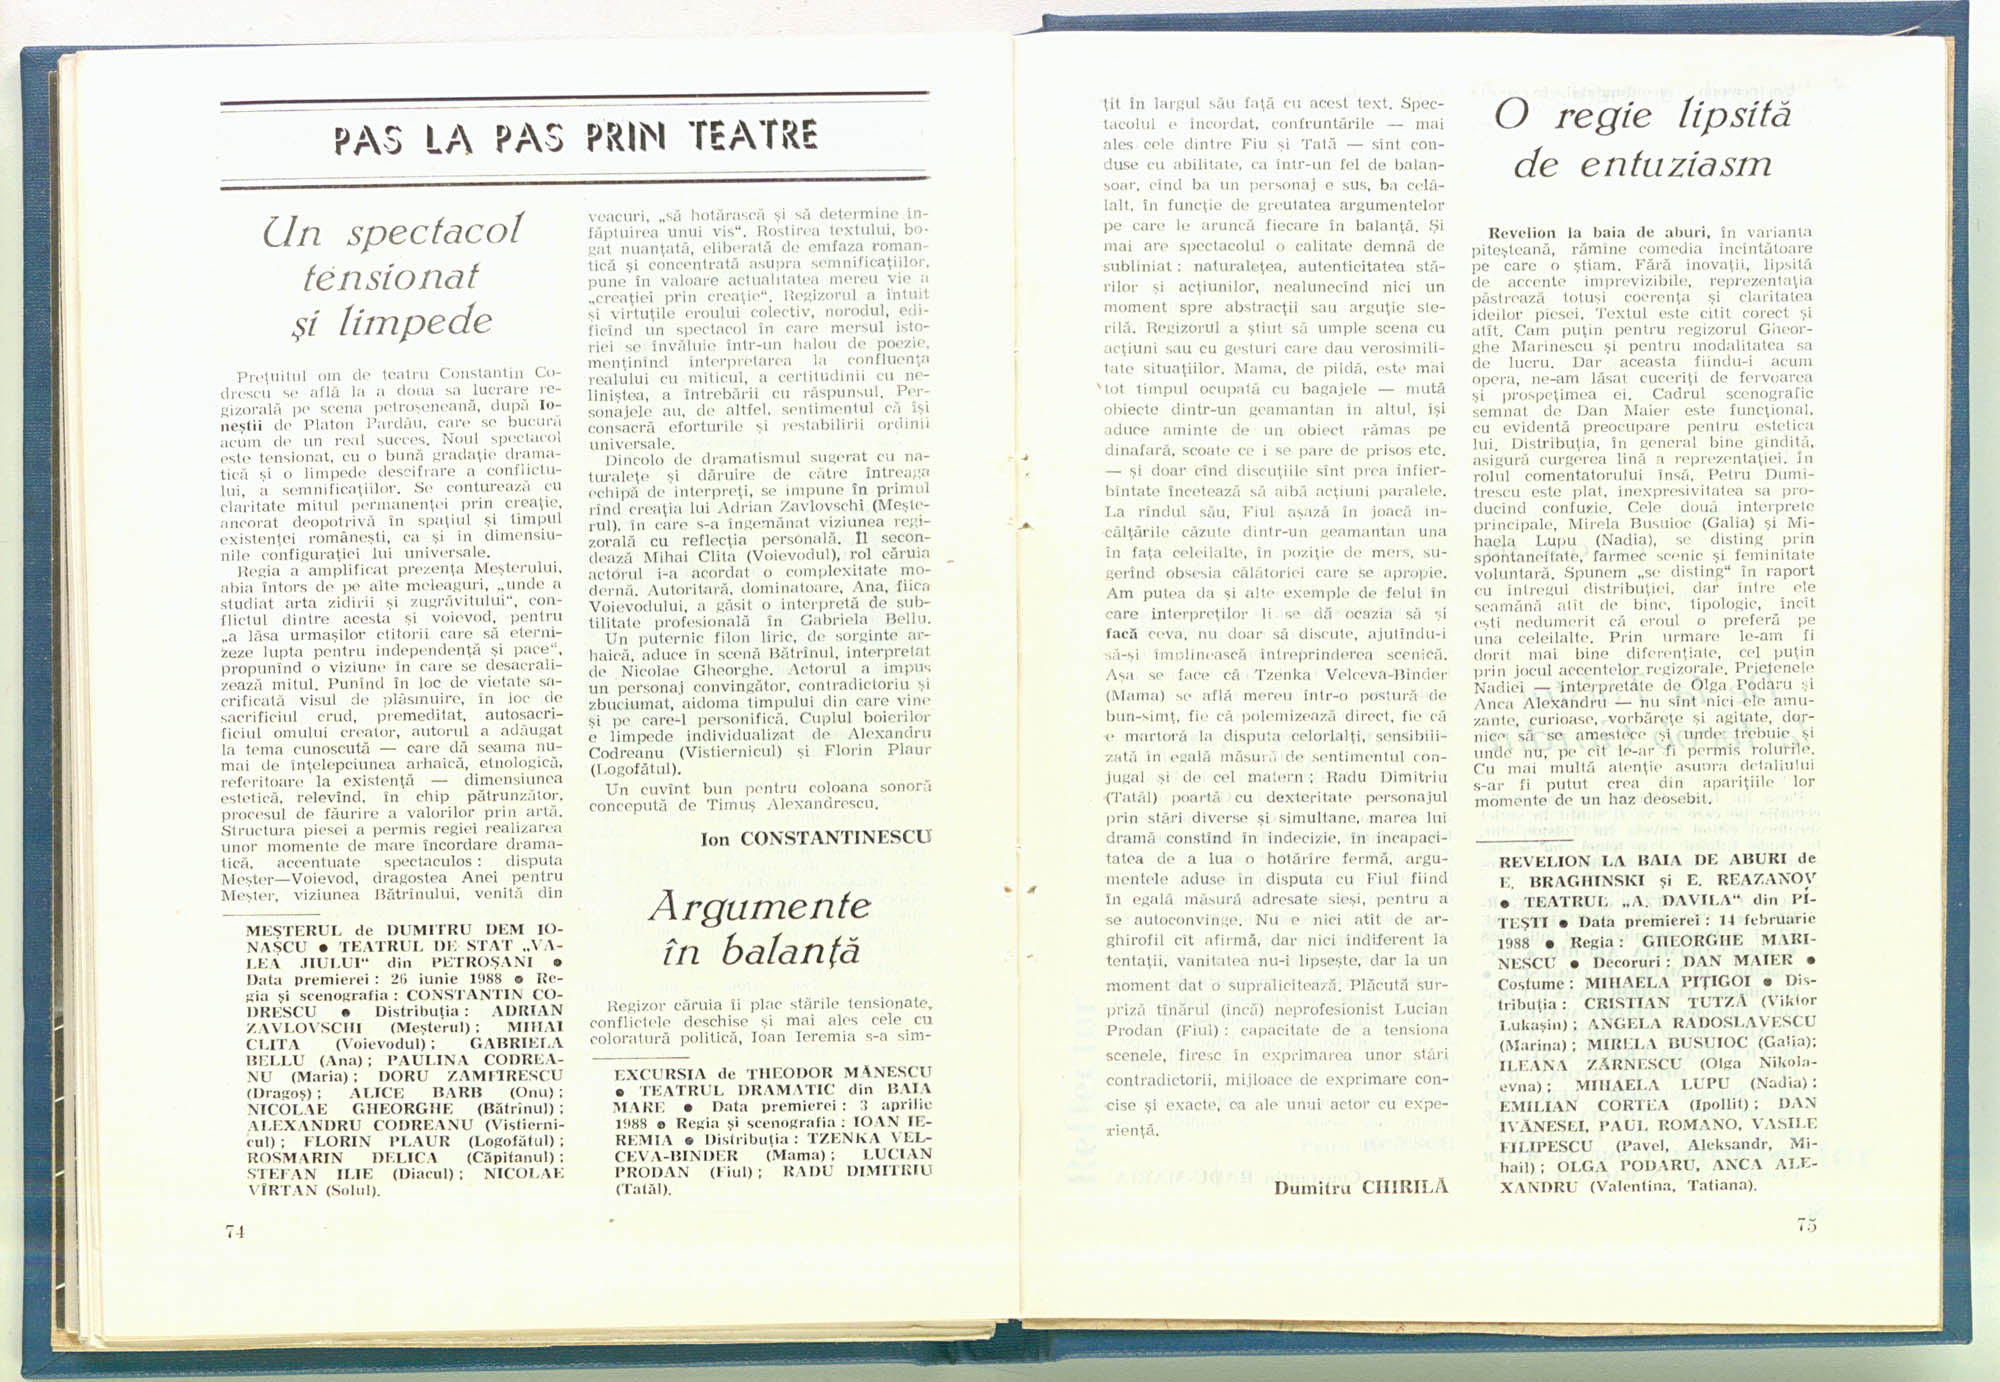 PAS LA PAS PRIN TEATRE
Un spectacol
tensionat
și limpede
Prețuitul om de teatru Constantin Co-
drescu se află la a doua sa lucrare re-
gizorală pe scena petroșeneană, după Io-
neștii de Platon Pardău, care se bucură
acum de un real succes. Noul spectacol
este tensionat, cu o bună gradație drama-
tică și o limpede descifrare a conflictu-
lui, a semnificațiilor. Se conturează cu
claritate mitul permanenței prin creație,
ancorat deopotrivă în spațiul și timpul
existenței românești, ca și în dimensiu-
nile configurației lui universale.
Regia a amplificat prezența Meșterului,
abia întors de pe alte meleaguri, „unde a
studiat arta zidirii și zugrăvitului“, con-
flictul dintre acesta și voievod, pentru
„a lăsa urmașilor ctitorii care să eterni-
zeze lupta pentru independență și pace“,
propunînd o viziune în care se desacrali-
zează mitul. Punînd în loc de vietate sa-
crificată visul de plăsmuire, în loc de
sacrificiul crud, premeditat, autosacri-
ficiul omului creator, autorul a adăugat
la tema cunoscută — care dă seama nu-
mai de înțelepciunea arhaică, etnologică,
referitoare la existență — dimensiunea
estetică, relevînd, în chip pătrunzător,
procesul de făurire a valorilor prin artă.
Structura piesei a permis regiei realizarea
unor momente de mare încordare drama-
tică, accentuate spectaculos : disputa
Meșter—Voievod, dragostea Anei pentru
Meșter, viziunea Bătrînului, venită din
MEȘTERUL de DUMITRU DEM IO-
NAȘCU ● TEATRUL DE STAT „VA-
LEA JIULUI“ din PETROȘANI ●
Data premierei : 26 iunie 1988 ● Re-
gia și scenografia : CONSTANTIN CO-
DRESCU ● Distribuția : ADRIAN
ZAVLOVSCHI (Meșterul) ; MIHAI
CLITA (Voievodul) ; GABRIELA
BELLU (Ana) ; PAULINA CODREA-
NU (Maria) ; DORU ZAMFIRESCU
(Dragoș) ; ALICE BARB (Onu) ;
NICOLAE GHEORGHE (Bătrînul) ;
ALEXANDRU CODREANU (Vistierni-
cul) ; FLORIN PLAUR (Logofătul) ;
ROSMARIN DELICA (Căpitanul) ;
ȘTEFAN ILIE (Diacul) ; NICOLAE
VÎRTAN (Solul).
74
veacuri, „să hotărască și să determine în-
făptuirea unui vis“. Rostirea textului, bo-
gat nuanțată, eliberată de emfaza roman-
tică și concentrată asupra semnificațiilor,
pune în valoare actualitatea mereu vie a
„creației prin creație“. Regizorul a intuit
și virtuțile eroului colectiv, norodul, edi-
ficînd un spectacol în care mersul isto-
riei se învăluie într-un halou de poezie,
menținînd interpretarea la confluența
realului cu miticul, a certitudinii cu ne-
liniștea, a întrebării cu răspunsul. Per-
sonajele au, de altfel, sentimentul că își
consacră eforturile și restabilirii ordinii
universale.
Dincolo de dramatismul sugerat cu na-
turalețe și dăruire de către întreaga
echipă de interpreți, se impune în primul
rînd creația lui Adrian Zavlovschi (Mește-
rul), în care s-a îngemănat viziunea regi-
zorală cu reflecția personală. Îl secon-
dează Mihai Clita (Voievodul), rol căruia
actorul i-a acordat o complexitate mo-
dernă. Autoritară, dominatoare, Ana, fiica
Voievodului, a găsit o interpretă de sub-
tilitate profesională în Gabriela Bellu.
Un puternic filon liric, de sorginte ar-
haică, aduce în scenă Bătrînul, interpretat
de Nicolae Gheorghe. Actorul a impus
un personaj convingător, contradictoriu și
zbuciumat, aidoma timpului din care vine
și pe care-l personifică. Cuplul boierilor
e limpede individualizat de Alexandru
Codreanu (Vistiernicul) și Florin Plaur
(Logofătul).
Un cuvînt bun pentru coloana sonoră
concepută de Timuș Alexandrescu.
Ion CONSTANTINESCU
Argumente
în balanță
Regizor căruia îi plac stările tensionate,
conflictele deschise și mai ales cele cu
coloratură politică, Ioan Ieremia s-a sim-
EXCURSIA de THEODOR MĂNESCU
● TEATRUL DRAMATIC din BAIA
MARE ● Data premierei : 3 aprilie
1988 ● Regia și scenografia : IOAN IE-
REMIA ● Distribuția : TZENKA VEL-
CEVA-BINDER (Mama) ; LUCIAN
PRODAN (Fiul) ; RADU DIMITRIU
(Tatăl).
țit în largul său față cu acest text. Spec-
tacolul e încordat, confruntările — mai
ales cele dintre Fiu și Tată — sînt con-
duse cu abilitate, ca într-un fel de balan-
soar, cînd ba un personaj e sus, ba celă-
lalt, în funcție de greutatea argumentelor
pe care le aruncă fiecare în balanță. Și
mai are spectacolul o calitate demnă de
subliniat : naturalețea, autenticitatea stă-
rilor și acțiunilor, nealunecînd nici un
moment spre abstracții sau arguție ste-
rilă. Regizorul a știut să umple scena cu
acțiuni sau cu gesturi care dau verosimili-
tate situațiilor. Mama, de pildă, este mai
tot timpul ocupată cu bagajele — mută
obiecte dintr-un geamantan în altul, își
aduce aminte de un obiect rămas pe
dinafară, scoate ce i se pare de prisos etc.
— și doar cînd discuțiile sînt prea înfier-
bîntate încetează să aibă acțiuni paralele.
La rîndul său, Fiul așază în joacă în-
călțările căzute dintr-un geamantan una
în fața celeilalte, în poziție de mers, su-
gerînd obsesia călătoriei care se apropie.
Am putea da și alte exemple de felul în
care interpreților li se dă ocazia să și
facă ceva, nu doar să discute, ajutîndu-i
să-și împlinească întreprinderea scenică.
Așa se face că Tzenka Velceva-Binder
(Mama) se află mereu într-o postură de
bun-simț, fie că polemizează direct, fie că
e martoră la disputa celorlalți, sensibili-
zată în egală măsură de sentimentul con-
jugal și de cel matern ; Radu Dimitriu
(Tatăl) poartă cu dexteritate personajul
prin stări diverse și simultane, marea lui
dramă constînd în indecizie, în incapaci-
tatea de a lua o hotărîre fermă, argu-
mentele aduse în disputa cu Fiul fiind
în egală măsură adresate sieși, pentru a
se autoconvinge. Nu e nici atît de ar-
ghirofil cît afirmă, dar nici indiferent la
tentații, vanitatea nu-i lipsește, dar la un
moment dat o supralicitează. Plăcută sur-
priză tînărul (încă) neprofesionist Lucian
Prodan (Fiul) : capacitate de a tensiona
scenele, firesc în exprimarea unor stări
contradictorii, mijloace de exprimare con-
cise și exacte, ca ale unui actor cu expe-
riență.
Dumitru CHIRILĂ
O regie lipsită
de entuziasm
Revelion la baia de aburi, în varianta
piteșteană, rămîne comedia încîntătoare
pe care o știam. Fără inovații, lipsită
de accente imprevizibile, reprezentația
păstrează totuși coerența și claritatea
ideilor piesei. Textul este citit corect și
atît. Cam puțin pentru regizorul Gheor-
ghe Marinescu și pentru modalitatea sa
de lucru. Dar aceasta fiindu-i acum
opera, ne-am lăsat cuceriți de fervoarea
și prospețimea ei. Cadrul scenografic
semnat de Dan Maier este funcțional,
cu evidentă preocupare pentru estetica
lui. Distribuția, în general bine gîndită,
asigură curgerea lină a reprezentației. În
rolul comentatorului însă, Petru Dumi-
trescu este plat, inexpresivitatea sa pro-
ducînd confuzie. Cele două interprete
principale, Mirela Busuioc (Galia) și Mi-
haela Lupu (Nadia), se disting prin
spontaneitate, farmec scenic și feminitate
voluntară. Spunem „se disting“ în raport
cu întregul distribuției, dar între ele
seamănă atît de bine, tipologic, încît
ești nedumerit că eroul o preferă pe
una celeilalte. Prin urmare le-am fi
dorit mai bine diferențiate, cel puțin
prin jocul accentelor regizorale. Prietenele
Nadiei — interpretate de Olga Podaru și
Anca Alexandru — nu sînt nici ele amu-
zante, curioase, vorbărețe și agitate, dor-
nice să se amestece și unde trebuie și
unde nu, pe cît le-ar fi permis rolurile.
Cu mai multă atenție asupra detaliului
s-ar fi putut crea din aparițiile lor
momente de un haz deosebit.
REVELION LA BAIA DE ABURI de
E. BRAGHINSKI și E. REAZANOV
● TEATRUL „A. DAVILA“ din PI-
TEȘTI ● Data premierei : 14 februarie
1988 ● Regia : GHEORGHE MARI-
NESCU ● Decoruri : DAN MAIER ●
Costume : MIHAELA PIȚIGOI ● Dis-
tribuția : CRISTIAN TUTZĂ (Viktor
Lukașin) ; ANGELA RADOSLAVESCU
(Marina) ; MIRELA BUSUIOC (Galia);
ILEANA ZĂRNESCU (Olga Nikola-
evna) ; MIHAELA LUPU (Nadia) ;
EMILIAN CORTEA (Ipollit) ; DAN
IVĂNESEI, PAUL ROMANO, VASILE
FILIPESCU (Pavel, Aleksandr, Mi-
hail) ; OLGA PODARU, ANCA ALE-
XANDRU (Valentina, Tatiana).
75